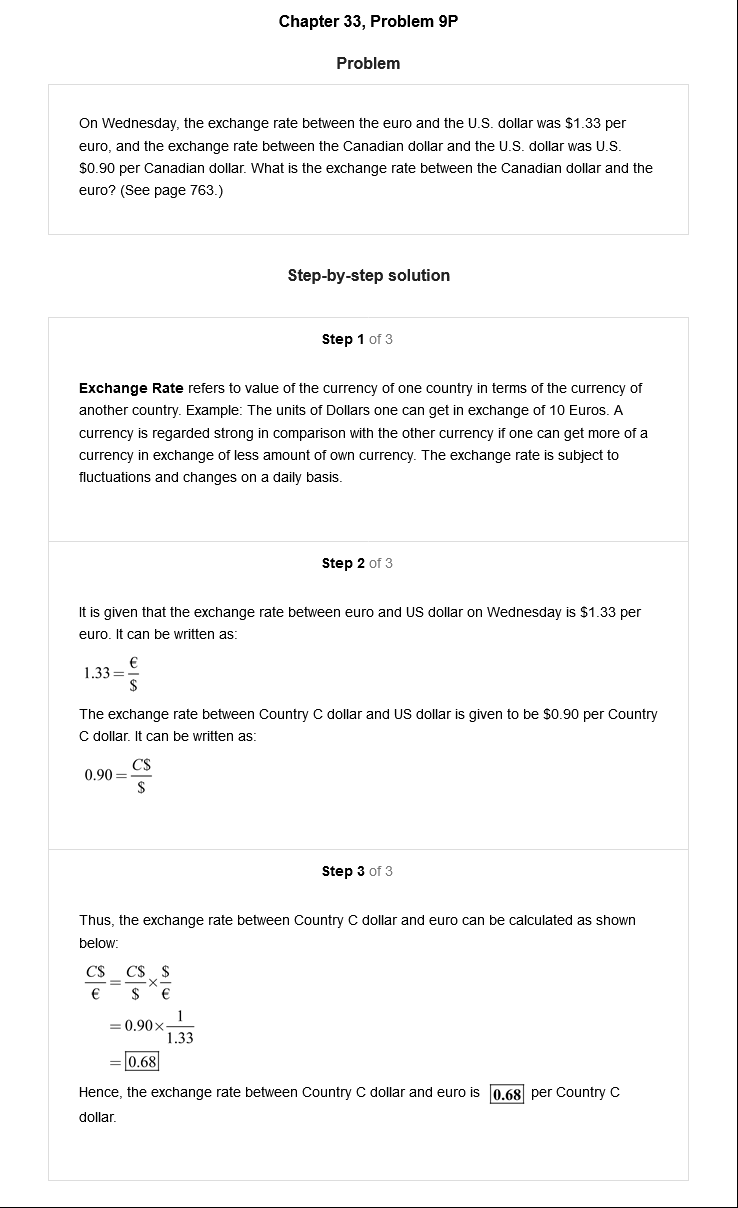 Chapter 33, Problem 9P
Problem
On Wednesday, the exchange rate between the euro and the U.S. dollar was $1.33 per
euro, and the exchange rate between the Canadian dollar and the U.S. dollar was U.S.
$0.90 per Canadian dollar. What is the exchange rate between the Canadian dollar and the
euro? (See page 763.)
Step-by-step solution
Step 1 of 3
Exchange Rate refers to value of the currency of one country in terms of the currency of
another country. Example: The units of Dollars one can get in exchange of 10 Euros. A
currency is regarded strong in comparison with the other currency if one can get more of a
currency in exchange of less amount of own currency. The exchange rate is subject to
fluctuations and changes on a daily basis.
Step 2 of 3
It is given that the exchange rate between euro and US dollar on Wednesday is $1.33 per
euro. It can be written as:
1.33 = €/$
The exchange rate between Country C dollar and US dollar is given to be $0.90 per Country
C dollar. It can be written as:
0.90 = C$/$
Step 3 of 3
Thus, the exchange rate between Country C dollar and euro can be calculated as shown
below:
C$/€ = C$/$ × $/€
= 0.90 × 1/1.33
= 0.68
Hence, the exchange rate between Country C dollar and euro is 0.68 per Country C
dollar.